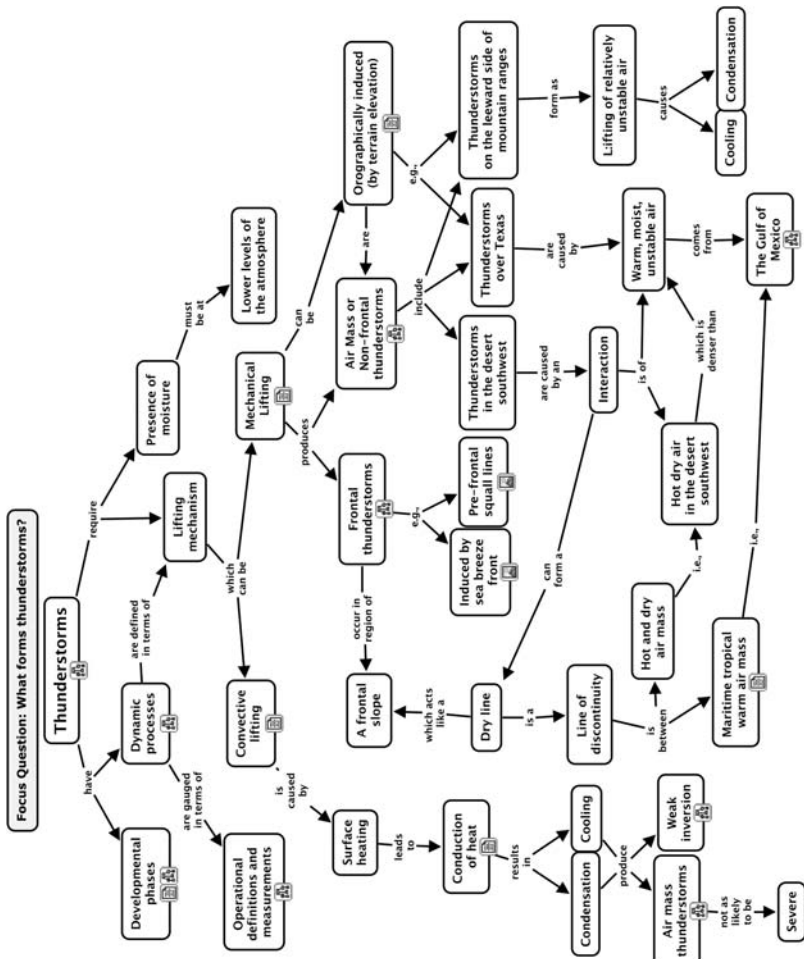 Focus Question: What forms thunderstorms?
Thunderstorms
have
require
Developmental
phases
Dynamic
processes
are defined
in terms of
Lifting
mechanism
Presence of
moisture
must
be at
Lower levels of
the atmosphere
are gauged
in terms of
Operational
definitions and
measurements
which
can be
Convective
lifting
Mechanical
Lifting
can
be
Orographically induced
(by terrain elevation)
is
caused
by
Surface
heating
leads
to
Conduction
of heat
results
in
Condensation
Cooling
produce
Air mass
thunderstorms
Weak
inversion
not as
likely
to be
Severe
produces
are
Frontal
thunderstorms
Air Mass or
Non-frontal
thunderstorms
occur in
region of
A frontal
slope
e.g.,
Induced by
sea breeze
front
Pre-frontal
squall lines
include
e.g.,
Thunderstorms
in the desert
southwest
Thunderstorms
over Texas
Thunderstorms
on the leeward side of
mountain ranges
form as
L:ifting of relatively
unstable air
causes
Cooling
Condensation
are caused
by an
Interaction
are
caused
by
Warm, moist,
unstable air
comes
from
The Gulf of
Mexico
can
form a
is of
which is
denser than
Hot dry air
in the desert
southwest
Dry line
which acts
like a
is a
Line of
discontinuity
is
between
Hot and dry
air mass
i.e.,
Maritime tropical
warm air mass
i.e.,